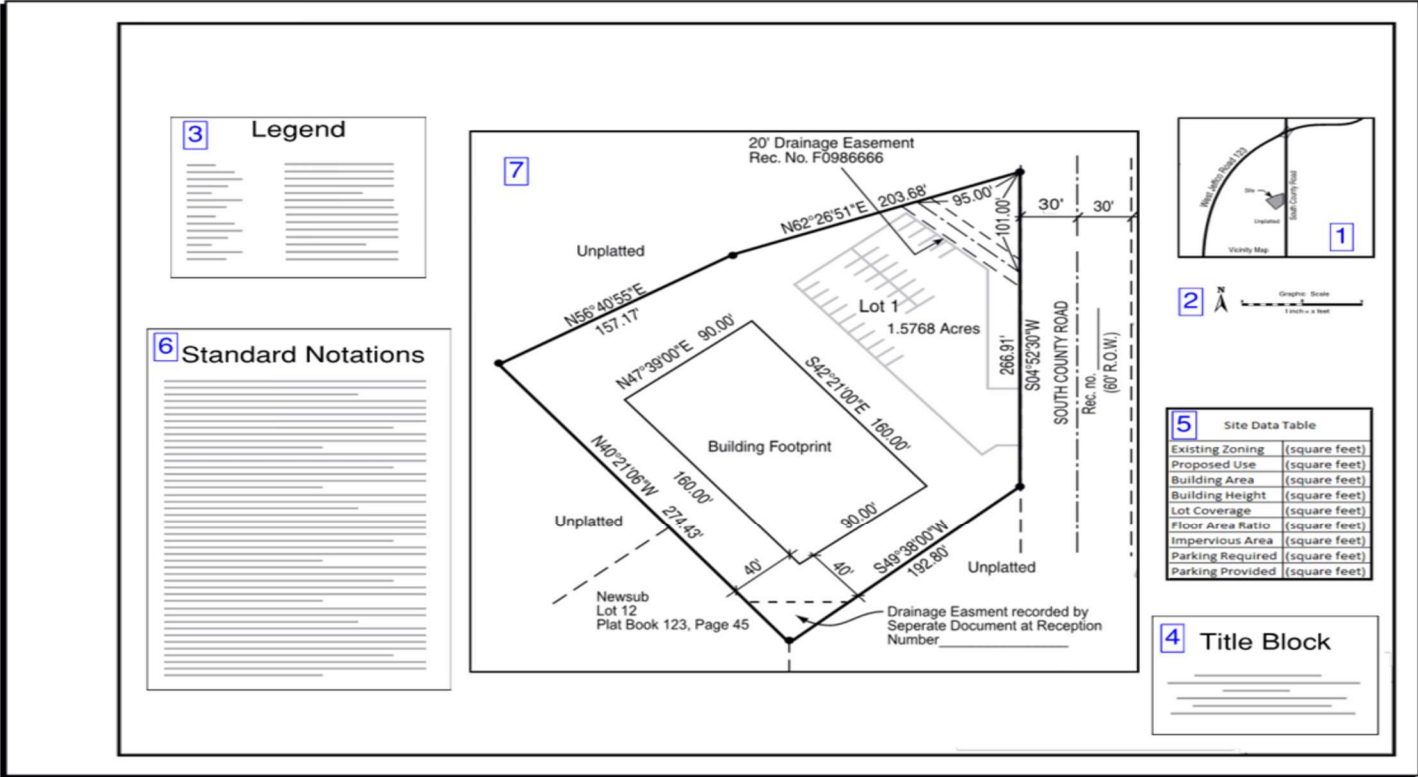 3
Legend
6
Standard Notations
7
20' Drainage Easement
Rec. No. F0986666
N62°26'51"E 203.68'
95.00'
101.00'
30'
30'
Unplatted
N56°40'55"E
157.17'
Lot 1
1.5768 Acres
N47°39'00"E 90.00'
S42°21'00"E 160.00'
266.91'
S04°52'30"W
SOUTH COUNTY ROAD
Rec. no. ________
(60' R.O.W.)
Building Footprint
N40°21'06"W 274.43'
160.00'
90.00'
Unplatted
40'
40'
S49°38'00"W
192.80'
Unplatted
Newsub
Lot 12
Plat Book 123, Page 45
Drainage Easment recorded by
Seperate Document at Reception
Number________________
West Jeffco Road 123
South County Road
Site
Unplatted
Vicinity Map
1
2
N
Graphic Scale
1 inch = x feet
5
Site Data Table
Existing Zoning (square feet)
Proposed Use (square feet)
Building Area (square feet)
Building Height (square feet)
Lot Coverage (square feet)
Floor Area Ratio (square feet)
Impervious Area (square feet)
Parking Required (square feet)
Parking Provided (square feet)
4
Title Block